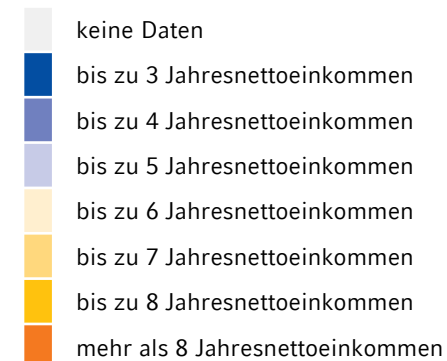 keine Daten
bis zu 3 Jahresnettoeinkommen
bis zu 4 Jahresnettoeinkommen
bis zu 5 Jahresnettoeinkommen
bis zu 6 Jahresnettoeinkommen
bis zu 7 Jahresnettoeinkommen
bis zu 8 Jahresnettoeinkommen
mehr als 8 Jahresnettoeinkommen